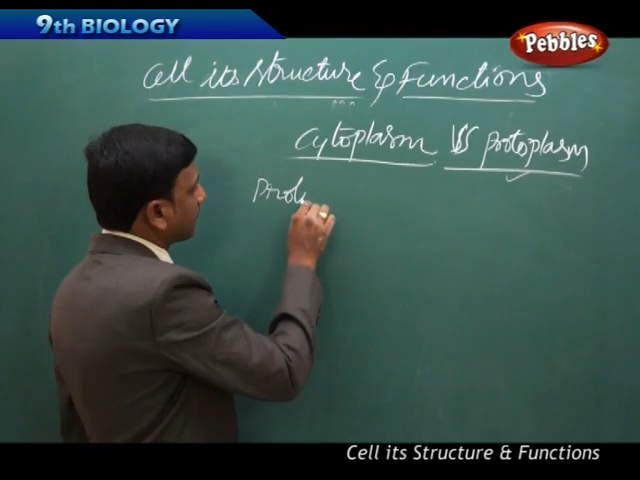 9th BIOLOGY
Pebbles
Cell its Structure & Functions
Cytoplasm VS Protoplasm
Cell its Structure & Functions